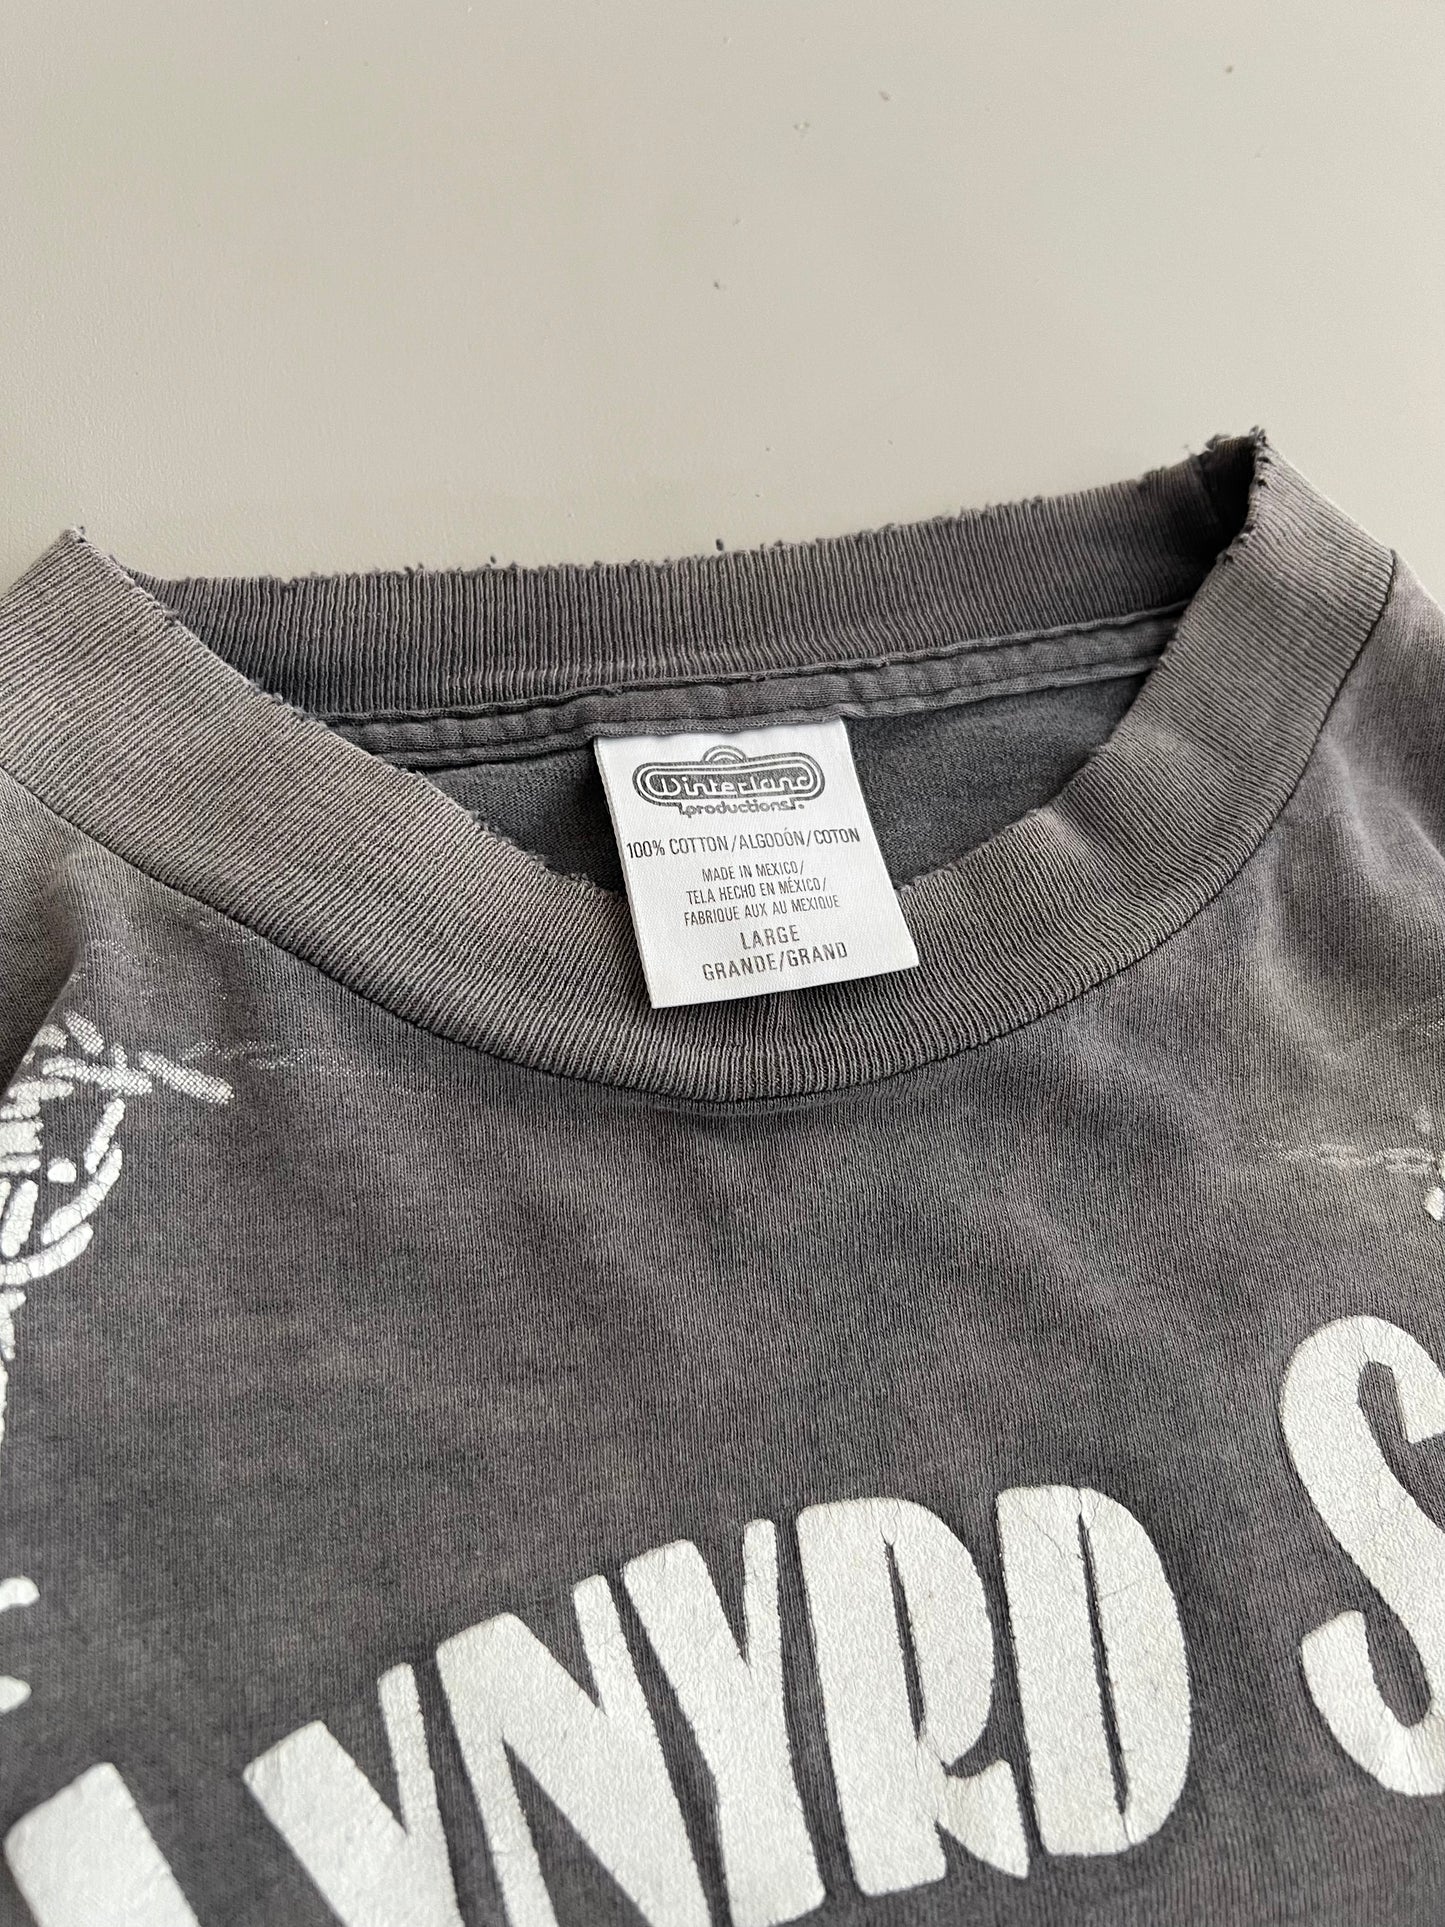 Winterland
productions
100% COTTON/ALGODÓN/COTON
MADE IN MEXICO/
TELA HECHO EN MÉXICO/
FABRIQUE AUX AU MEXIQUE
LARGE
GRANDE/GRAND
LYNYRD S